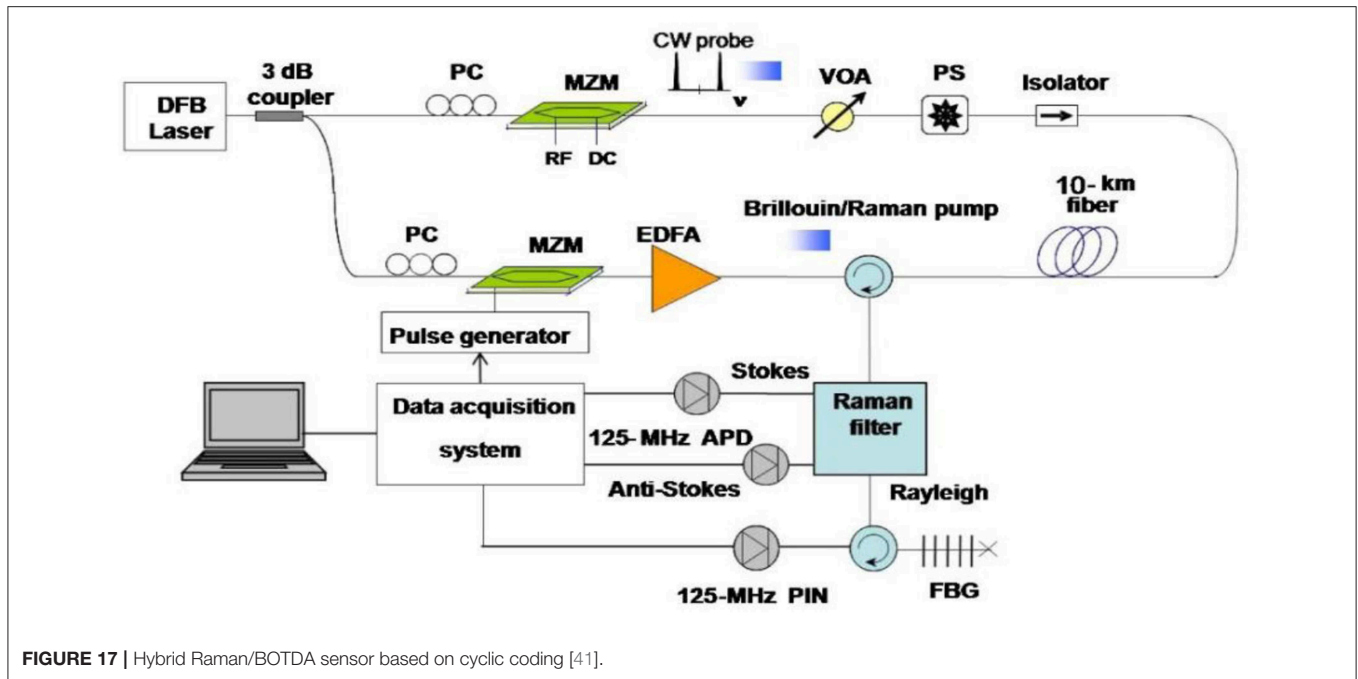 CW probe
3 dB
coupler
PC
MZM
VOA
PS
Isolator
DFB
Laser
ν
RF DC
10- km
fiber
Brillouin/Raman pump
PC
MZM
EDFA
Pulse generator
Stokes
Data acquisition
system
Raman
filter
125- MHz APD
Anti-Stokes
Rayleigh
125-MHz PIN
FBG
FIGURE 17 | Hybrid Raman/BOTDA sensor based on cyclic coding [41].